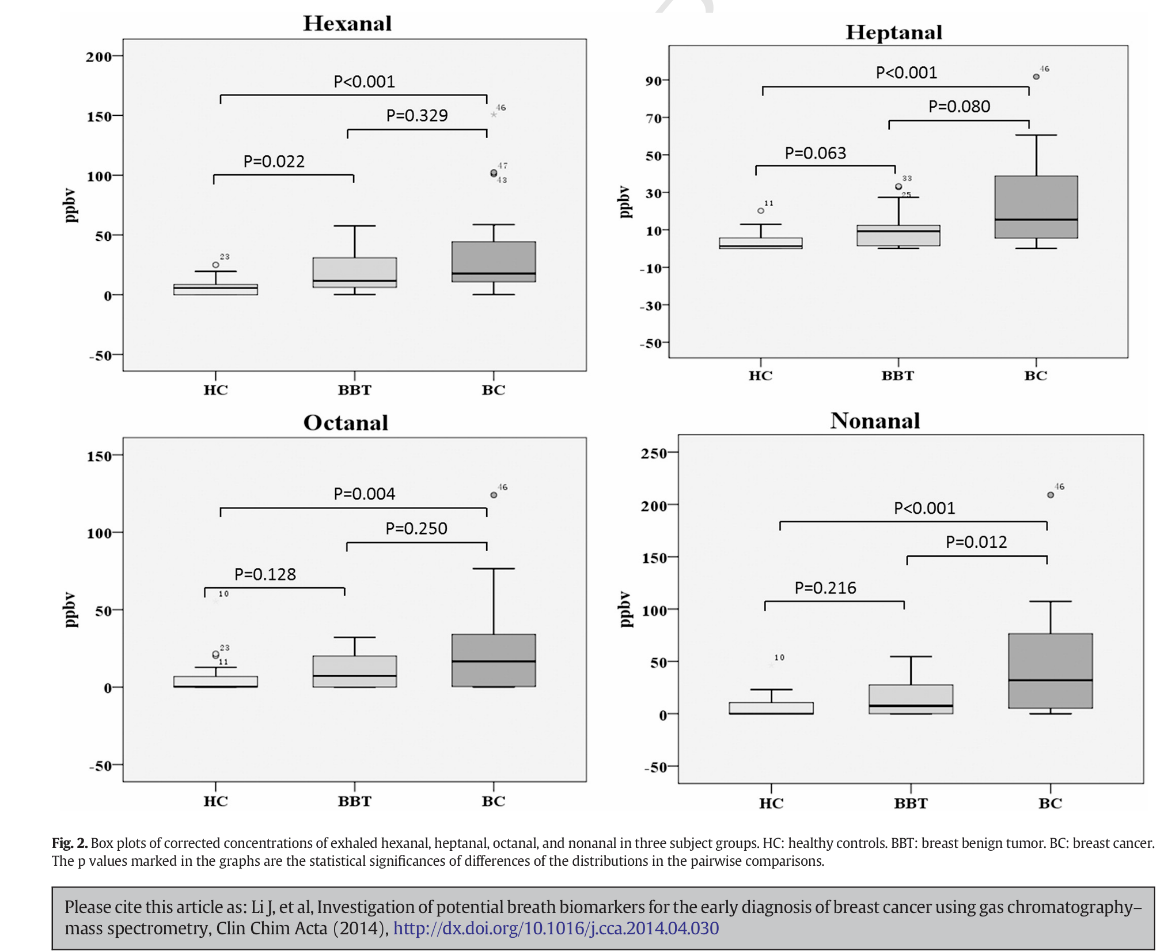 Hexanal
200
150
100
50
0
-50
ppbv
P<0.001
P=0.329
P=0.022
46
47
43
23
HC
BBT
BC
Heptanal
90
70
50
30
10
-10
-30
-50
ppbv
P<0.001
P=0.080
P=0.063
46
33
25
11
HC
BBT
BC
Octanal
150
100
50
0
-50
ppbv
P=0.004
P=0.250
P=0.128
46
10
23
11
HC
BBT
BC
Nonanal
250
200
150
100
50
0
-50
ppbv
P<0.001
P=0.012
P=0.216
46
10
HC
BBT
BC
Fig. 2. Box plots of corrected concentrations of exhaled hexanal, heptanal, octanal, and nonanal in three subject groups. HC: healthy controls. BBT: breast benign tumor. BC: breast cancer.
The p values marked in the graphs are the statistical significances of differences of the distributions in the pairwise comparisons.
Please cite this article as: Li J, et al, Investigation of potential breath biomarkers for the early diagnosis of breast cancer using gas chromatography–
mass spectrometry, Clin Chim Acta (2014), http://dx.doi.org/10.1016/j.cca.2014.04.030